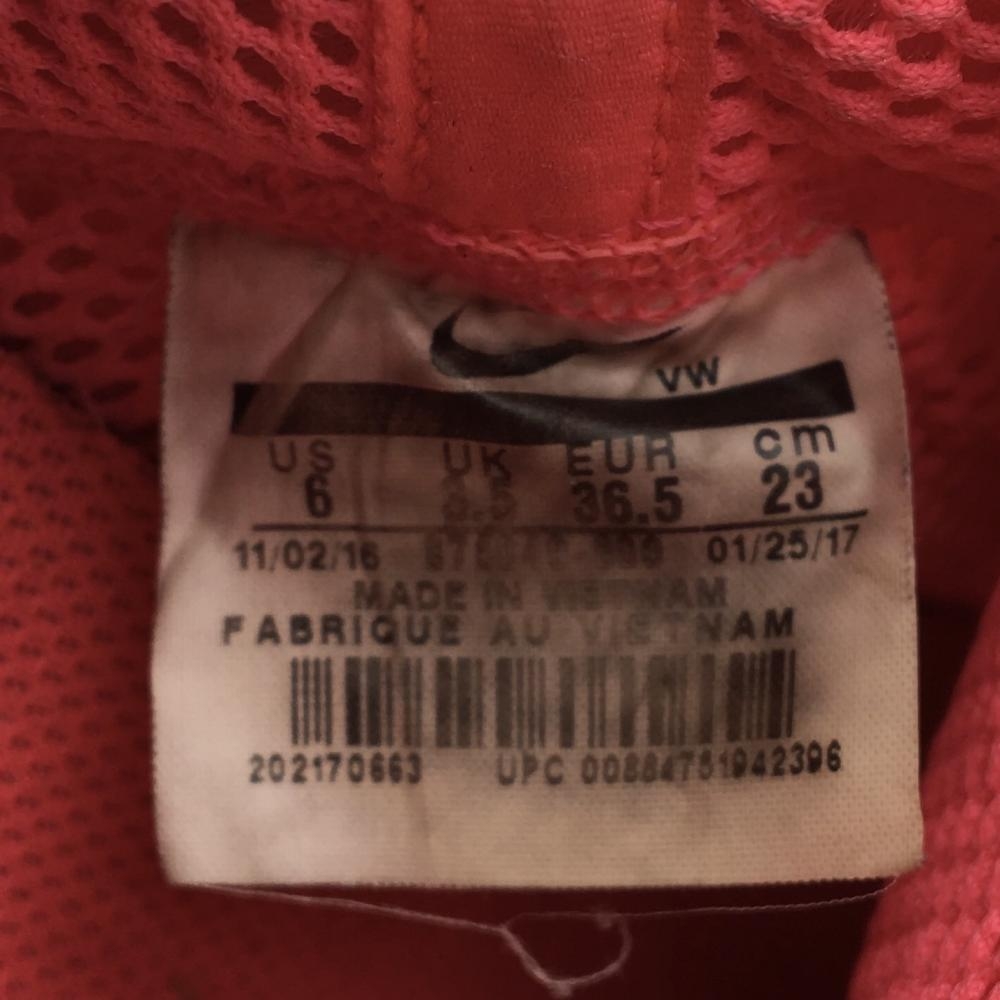 VW
US UK EUR cm
6 36.5 23
11/02/16 01/25/17
MADE IN VIETNAM
FABRIQUE AU VIETNAM
202170663 UPC 00884751942396